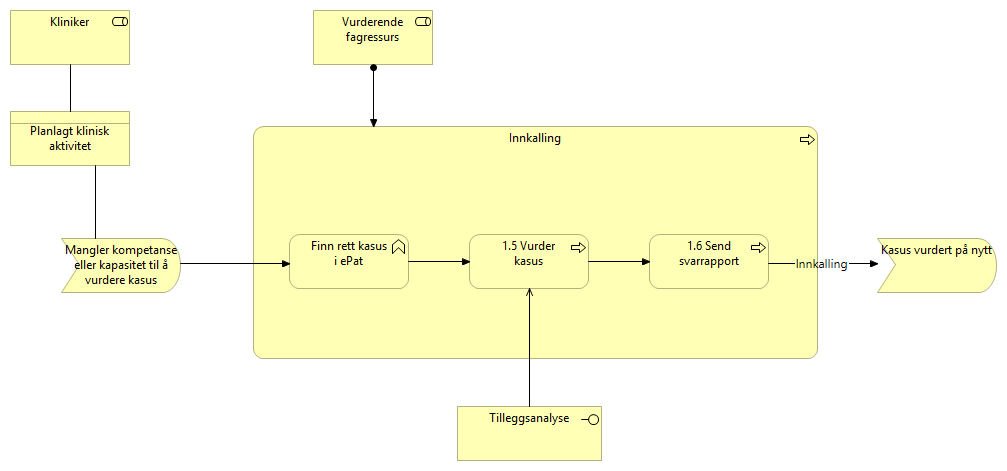 Kliniker
Vurderende
fagressurs
Planlagt klinisk
aktivitet
Innkalling
Mangler kompetanse
eller kapasitet til å
vurdere kasus
Finn rett kasus
i ePat
1.5 Vurder
kasus
1.6 Send
svarrapport
Innkalling
Kasus vurdert på nytt
Tilleggsanalyse